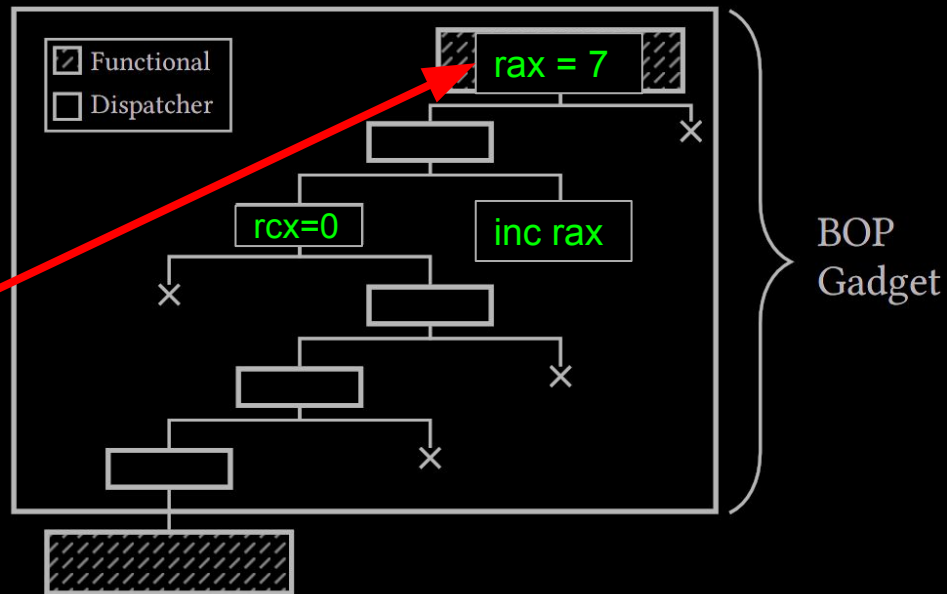 Functional
Dispatcher
rax = 7
rcx=0
inc rax
BOP
Gadget